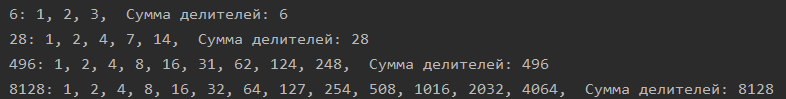 6: 1, 2, 3,  Сумма делителей: 6
28: 1, 2, 4, 7, 14,  Сумма делителей: 28
496: 1, 2, 4, 8, 16, 31, 62, 124, 248,  Сумма делителей: 496
8128: 1, 2, 4, 8, 16, 32, 64, 127, 254, 508, 1016, 2032, 4064,  Сумма делителей: 8128